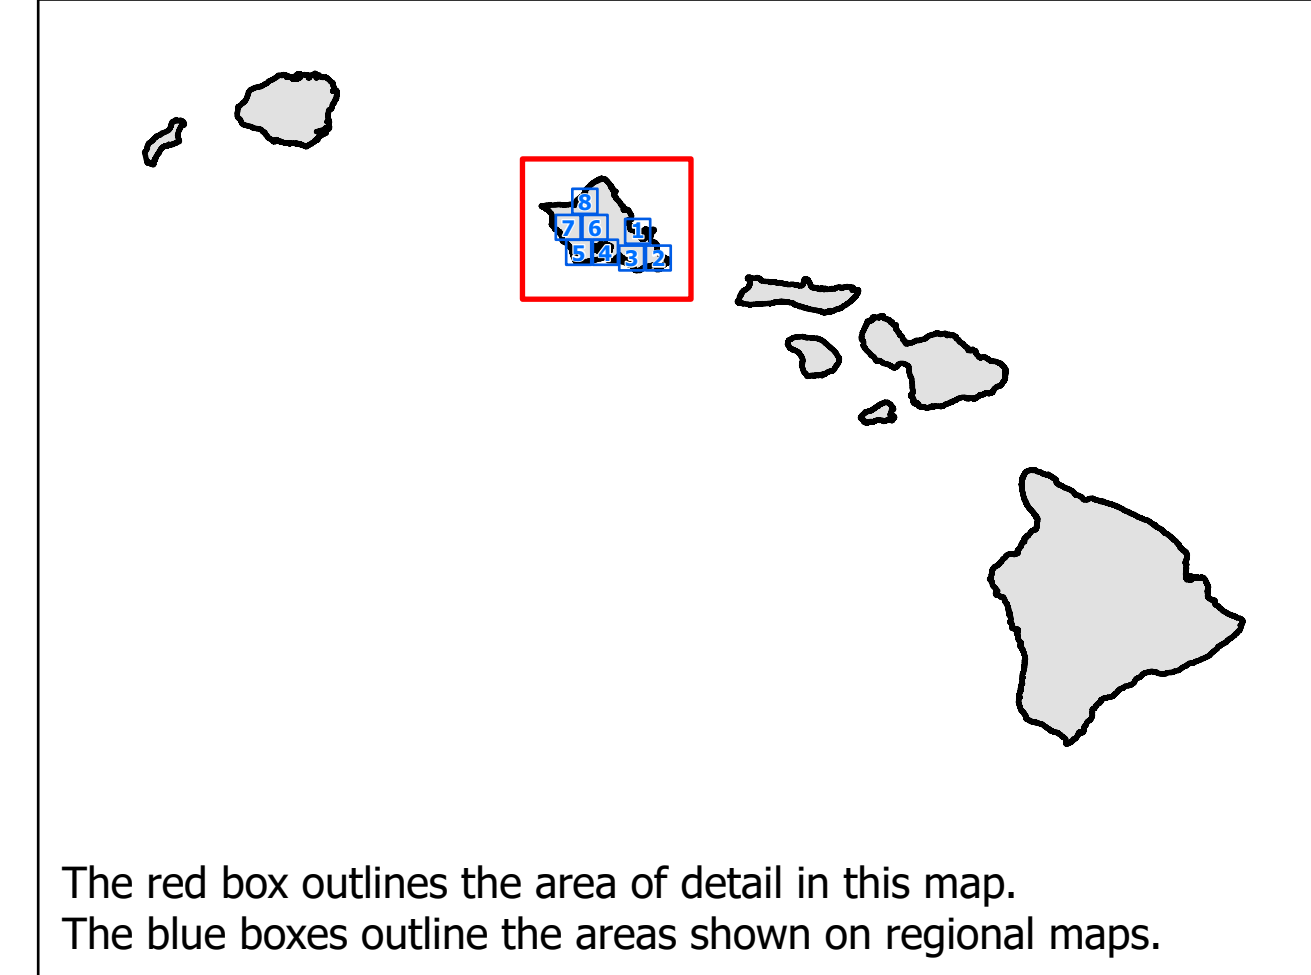 8
7 6 1
5 4 3 2
The red box outlines the area of detail in this map.
The blue boxes outline the areas shown on regional maps.